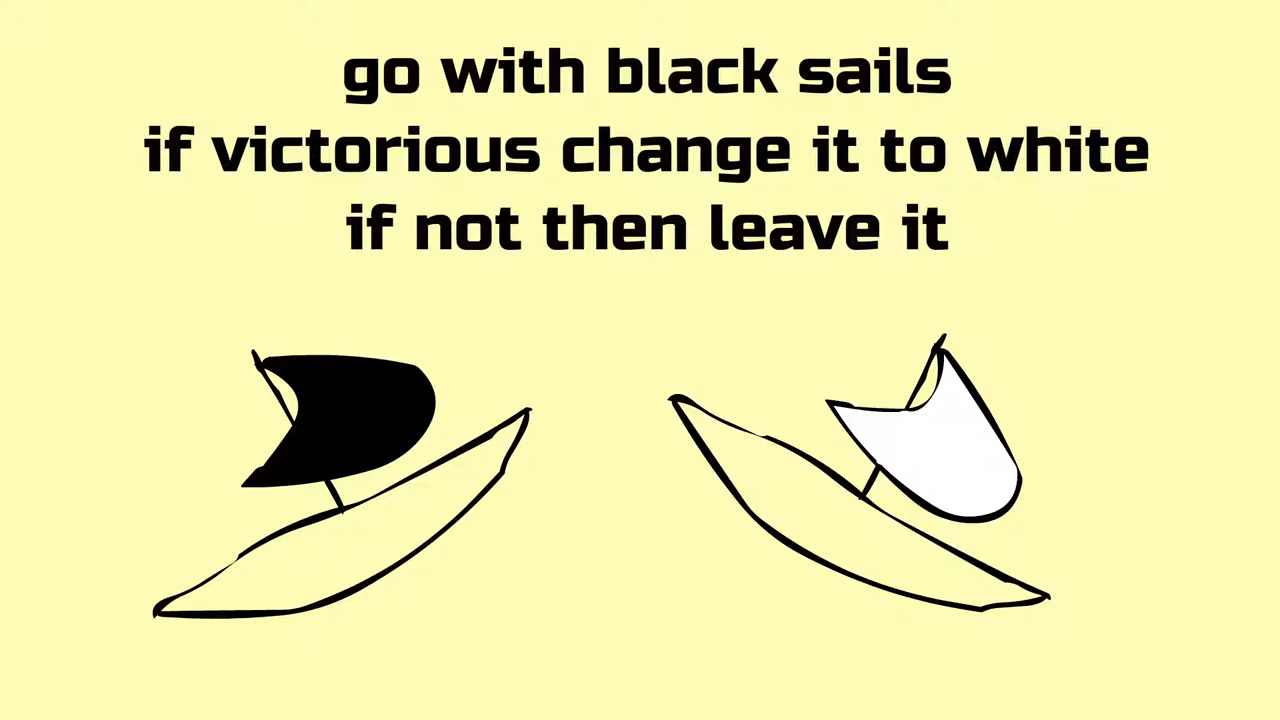 go with black sails
if victorious change it to white
if not then leave it